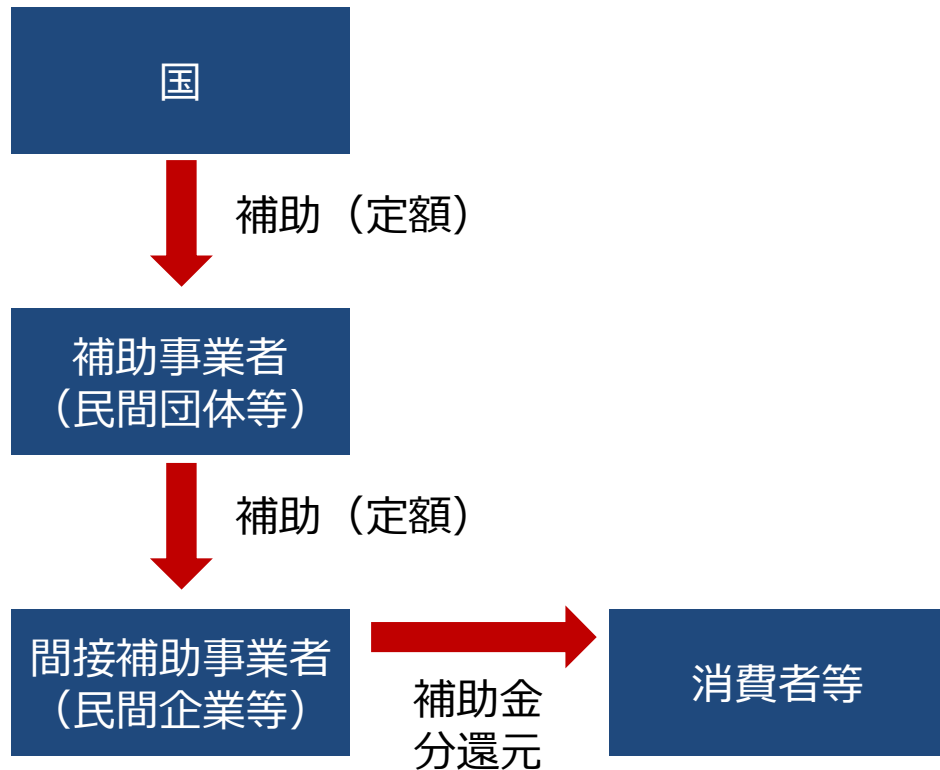 国
補助（定額）
補助事業者
（民間団体等）
補助（定額）
間接補助事業者
（民間企業等）
補助金
分還元
消費者等